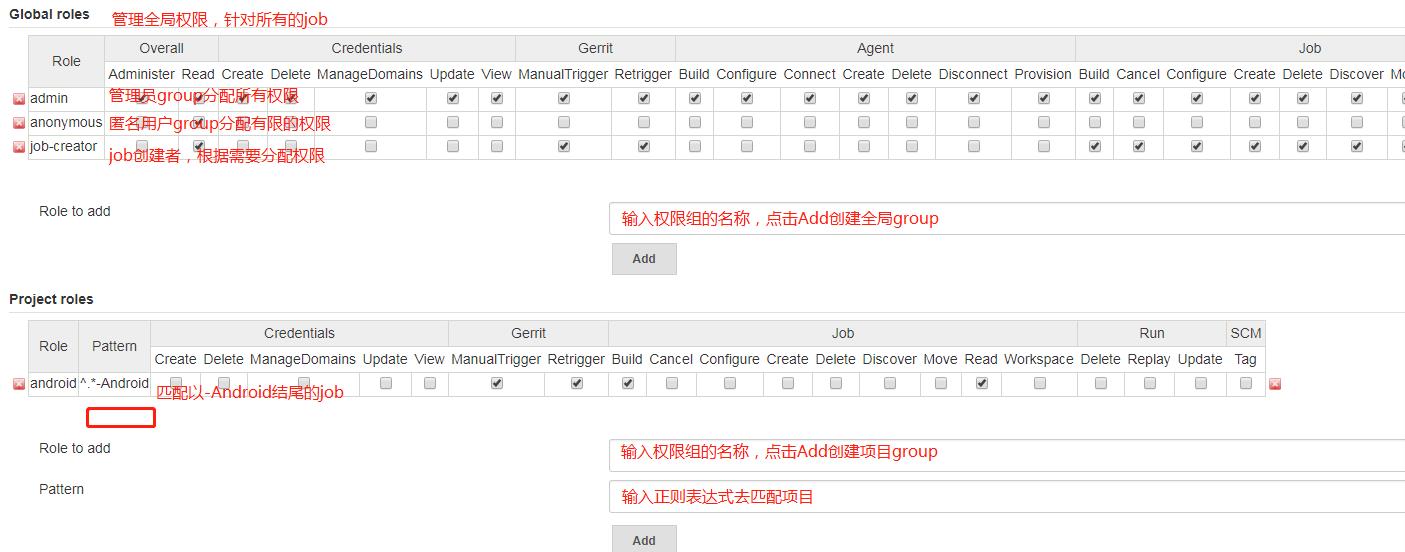 Global roles 管理全局权限，针对所有的job
Role Overall Credentials Gerrit Agent Job
Administer Read Create Delete ManageDomains Update View ManualTrigger Retrigger Build Configure Connect Create Delete Disconnect Provision Build Cancel Configure Create Delete Discover Mo
admin 管理员group分配所有权限
anonymous 匿名用户group分配有限的权限
job-creator job创建者，根据需要分配权限
Role to add 输入权限组的名称，点击Add创建全局group
Add
Project roles
Role Pattern Credentials Gerrit Job Run SCM
Create Delete ManageDomains Update View ManualTrigger Retrigger Build Cancel Configure Create Delete Discover Move Read Workspace Delete Replay Update Tag
android ^.*-Android 匹配以-Android结尾的job
Role to add 输入权限组的名称，点击Add创建项目group
Pattern 输入正则表达式去匹配项目
Add